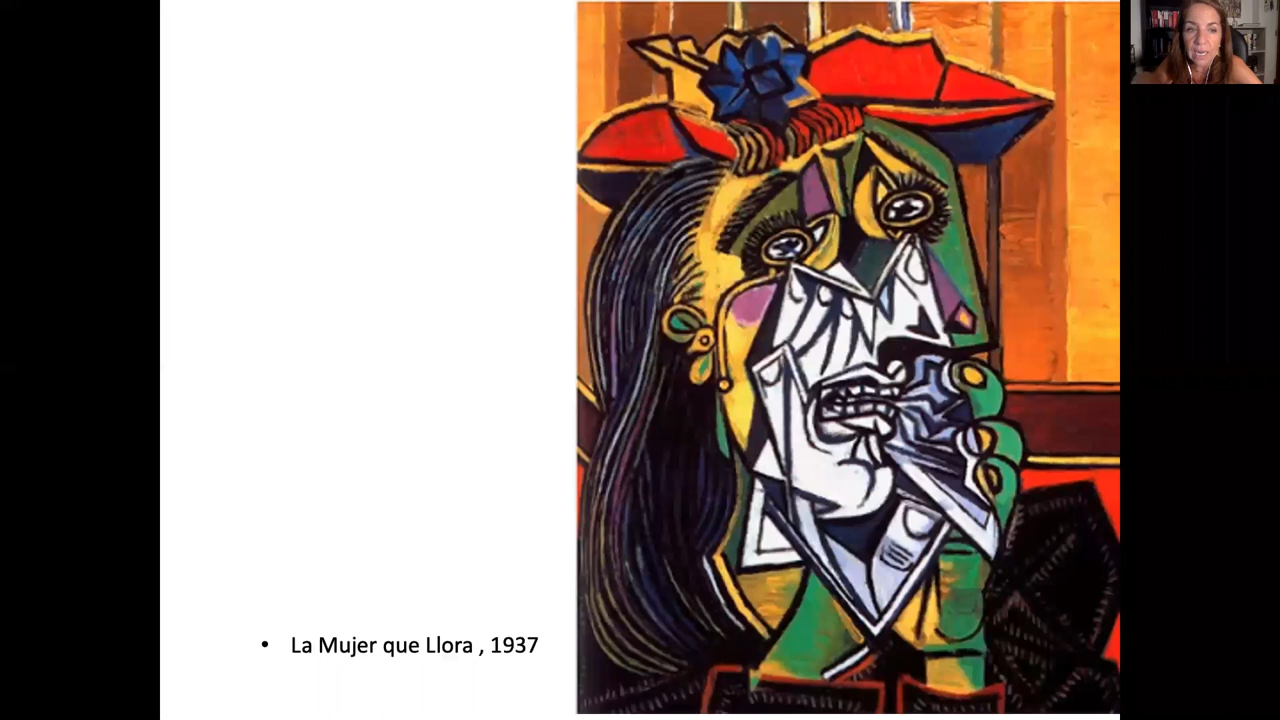 • La Mujer que Llora , 1937